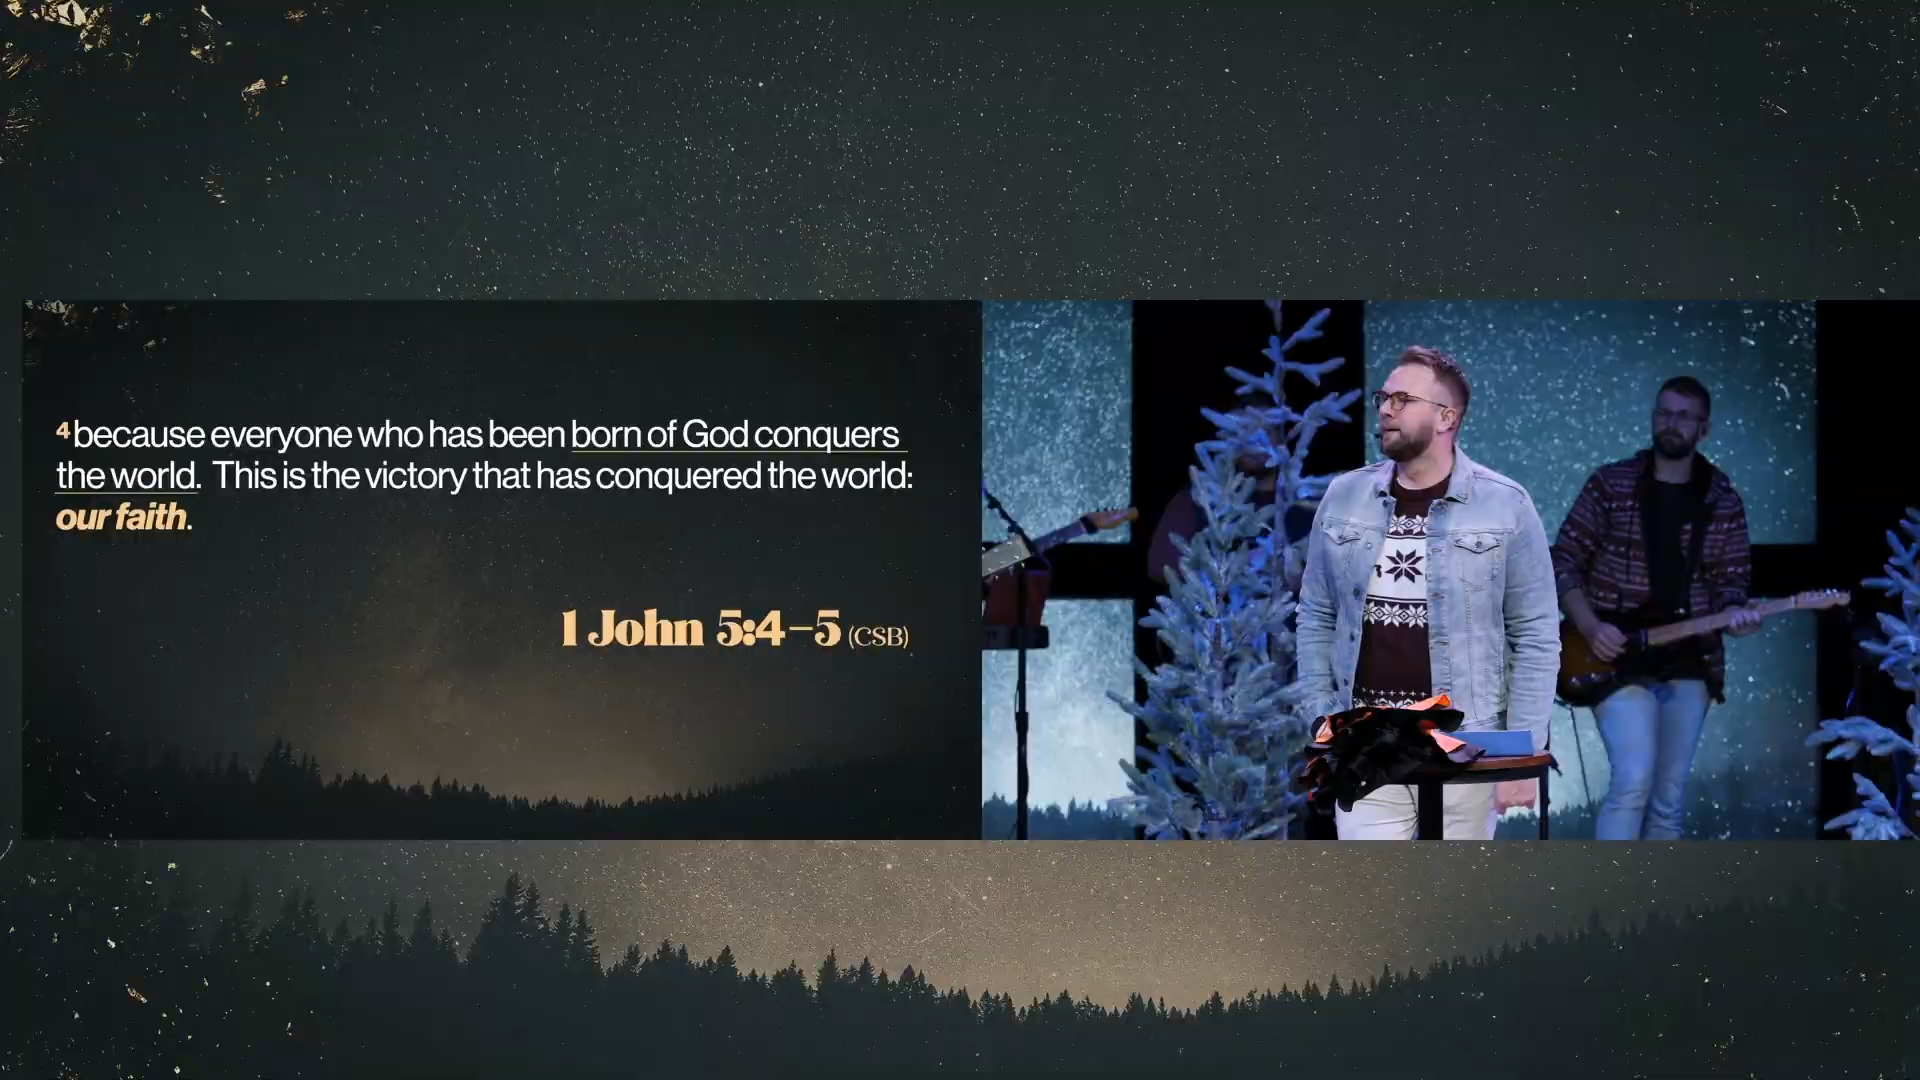 4 because everyone who has been born of God conquers
the world. This is the victory that has conquered the world:
our faith.
1 John 5:4–5 (CSB)